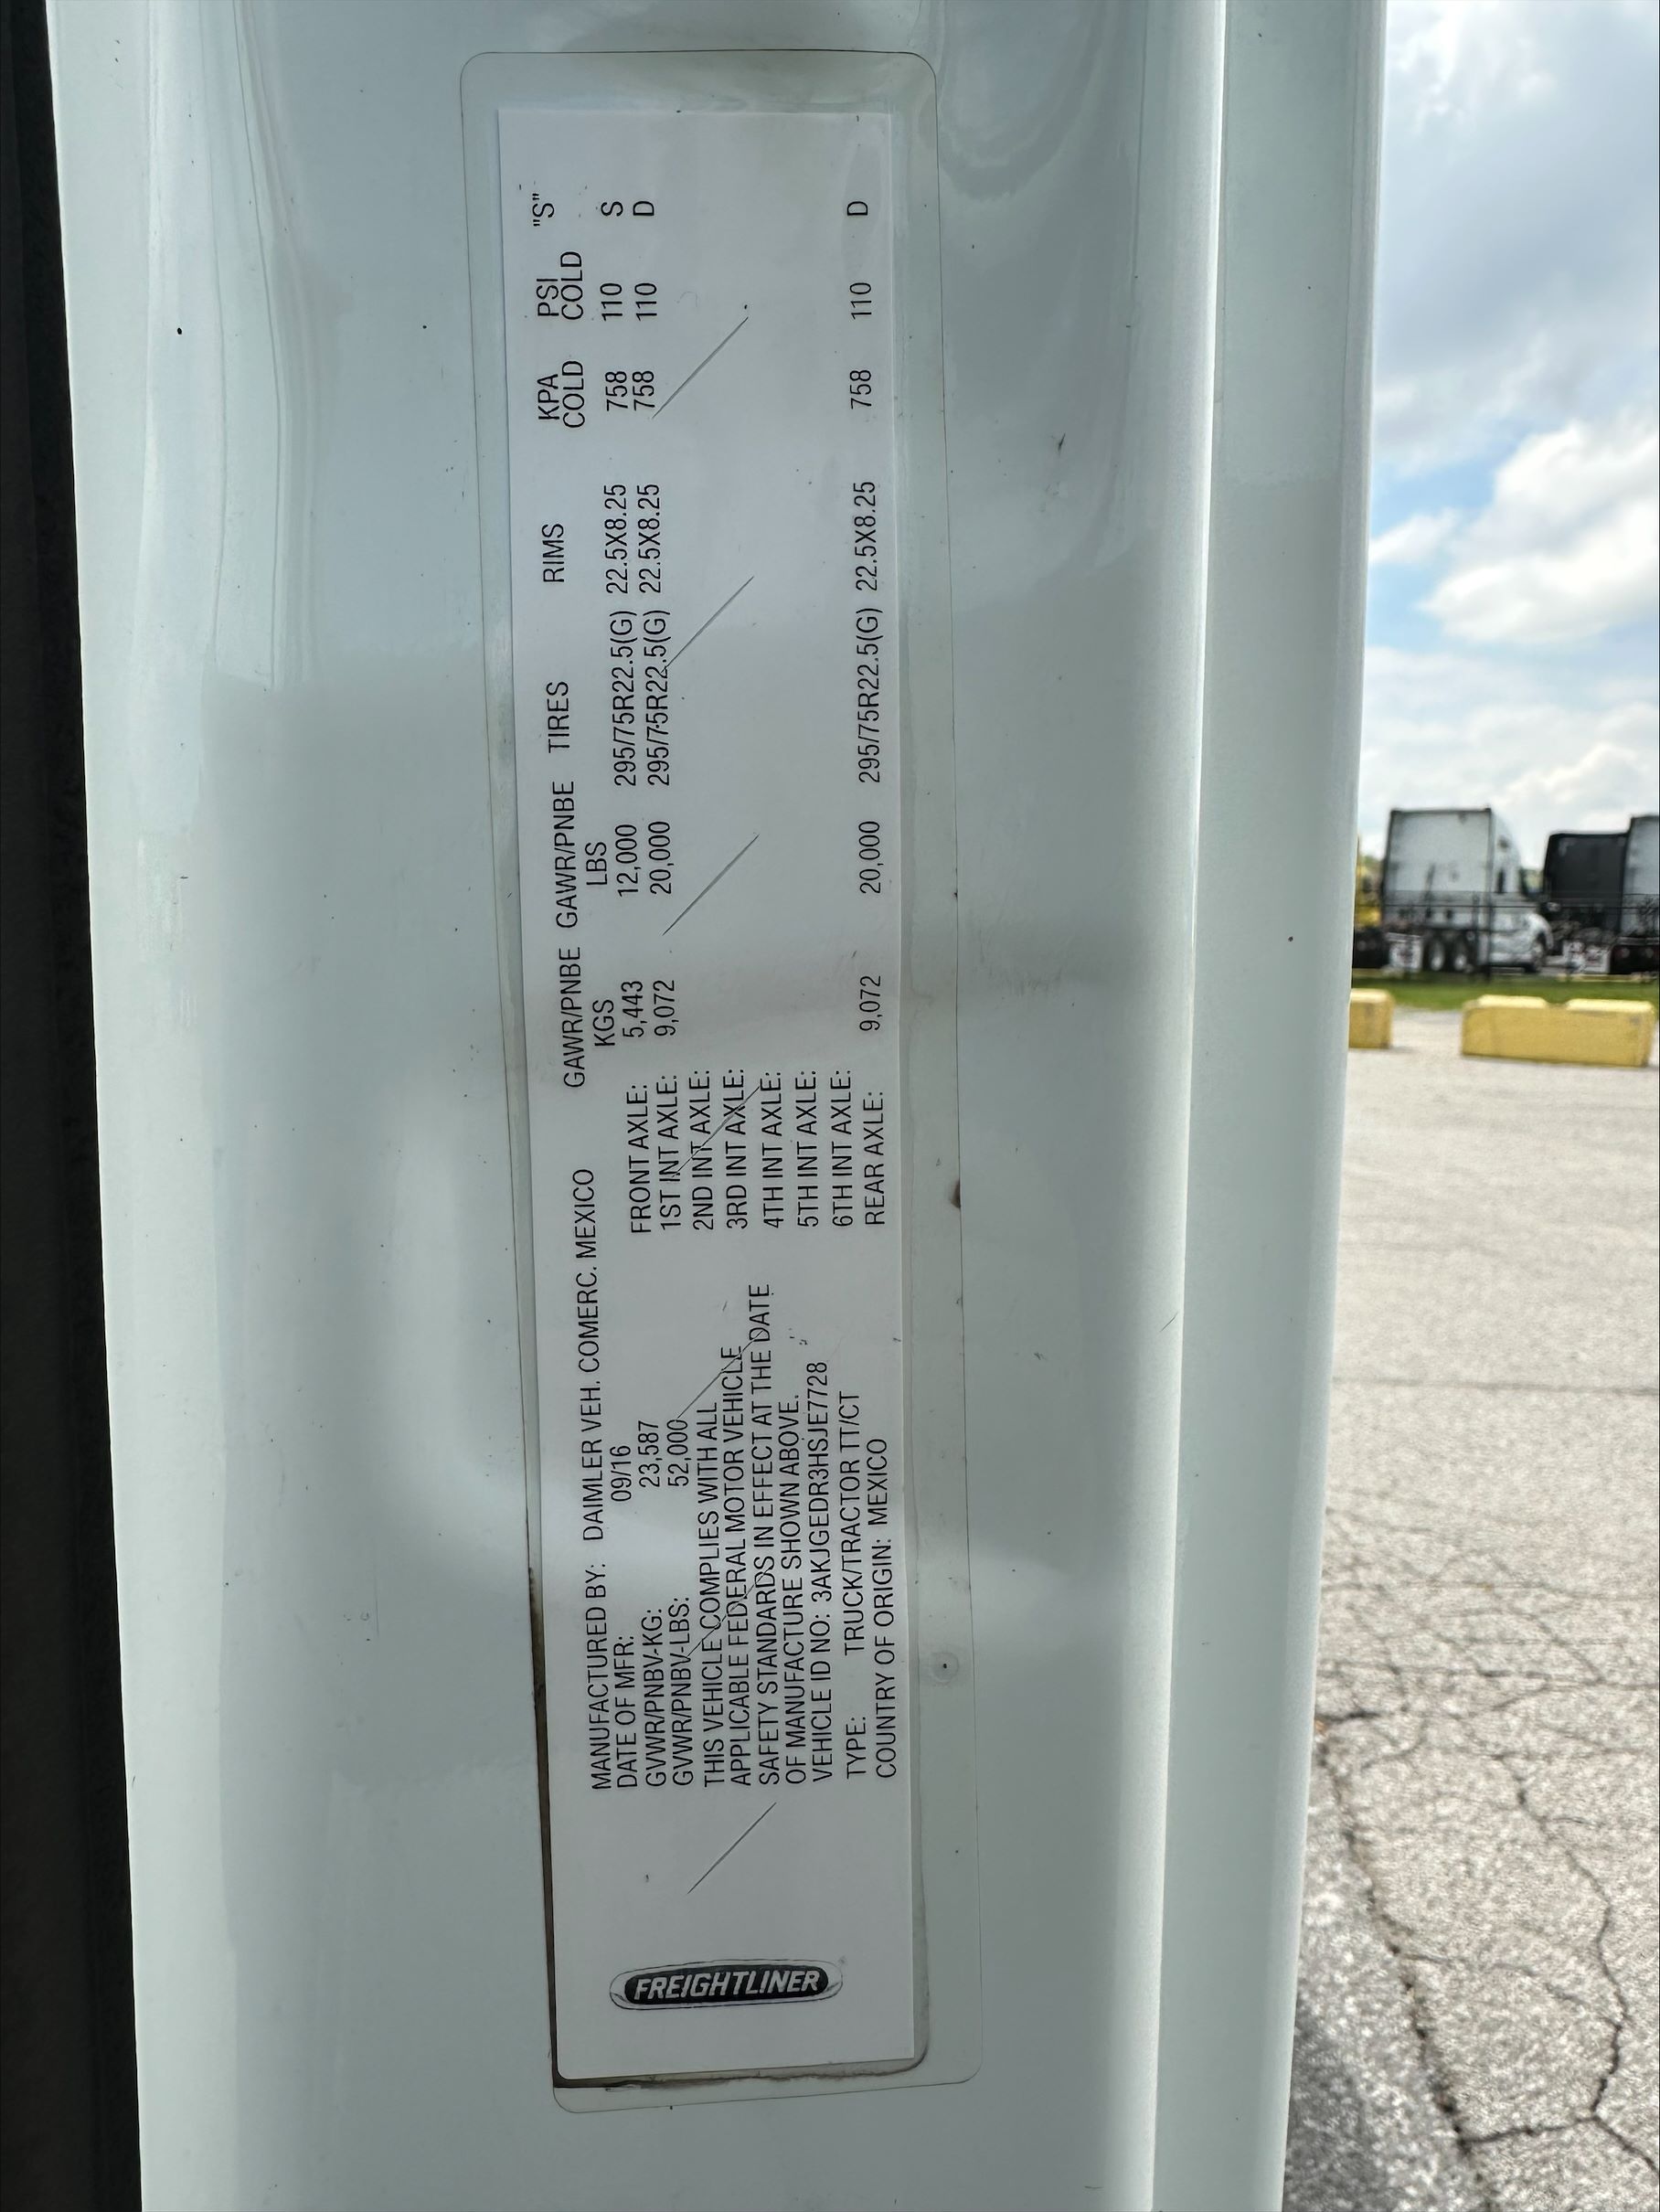 FREIGHTLINER
MANUFACTURED BY: DAIMLER VEH. COMERC. MEXICO
DATE OF MFR: 09/16
GVWR/PNBV-KG: 23,587
GVWR/PNBV-LBS: 52,000
THIS VEHICLE COMPLIES WITH ALL
APPLICABLE FEDERAL MOTOR VEHICLE
SAFETY STANDARDS IN EFFECT AT THE DATE
OF MANUFACTURE SHOWN ABOVE.
VEHICLE ID NO: 3AKJGEDR3HSJE7728
TYPE: TRUCK/TRACTOR TT/CT
COUNTRY OF ORIGIN: MEXICO
GAWR/PNBE GAWR/PNBE TIRES RIMS KPA PSI "S"
KGS LBS COLD COLD
FRONT AXLE: 5,443 12,000 295/75R22.5(G) 22.5X8.25 758 110 S
1ST INT AXLE: 9,072 20,000 295/75R22.5(G) 22.5X8.25 758 110 D
2ND INT AXLE:
3RD INT AXLE:
4TH INT AXLE:
5TH INT AXLE:
6TH INT AXLE:
REAR AXLE: 9,072 20,000 295/75R22.5(G) 22.5X8.25 758 110 D